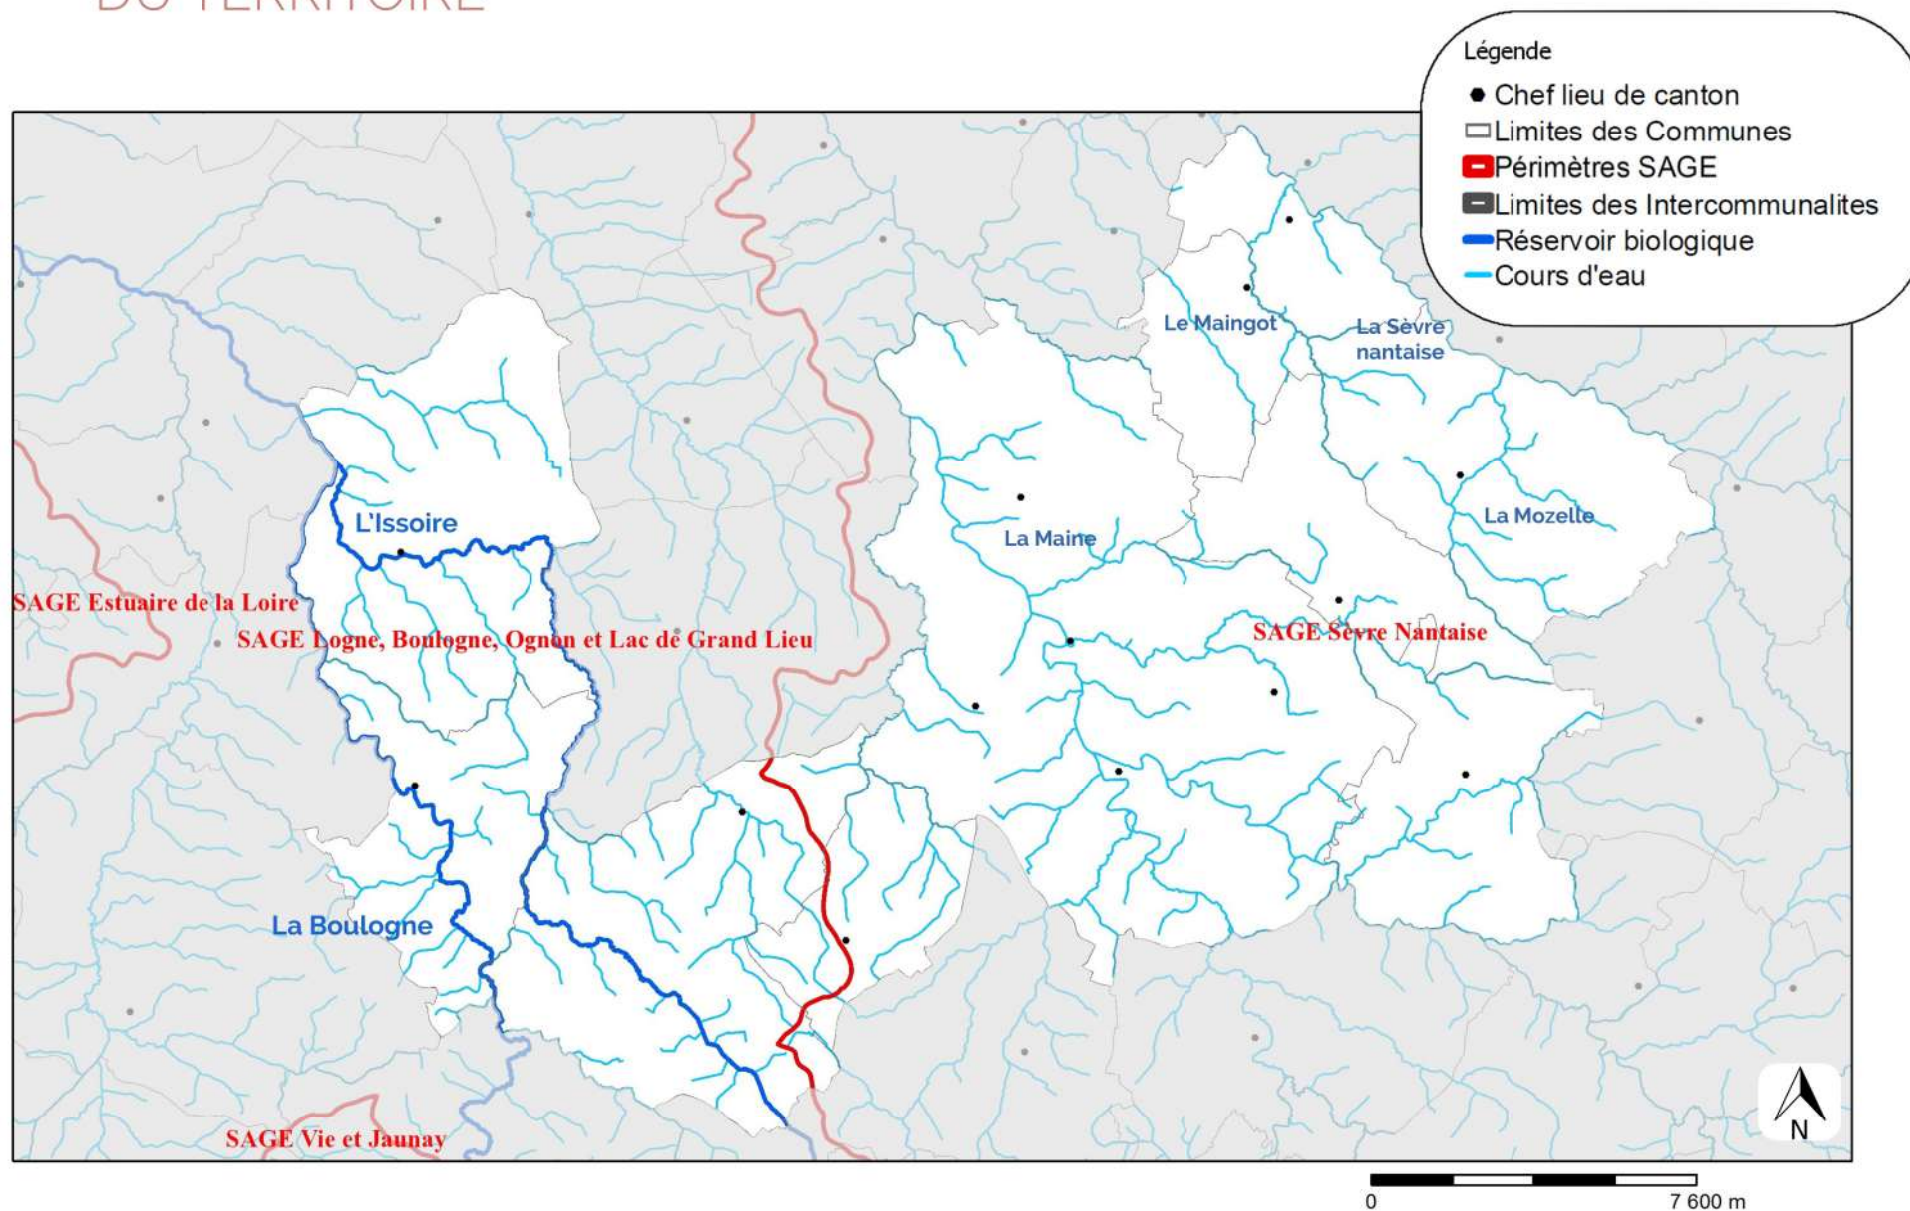 DU TERRITOIRE
Légende
Chef lieu de canton
Limites des Communes
Périmètres SAGE
Limites des Intercommunalites
Réservoir biologique
Cours d'eau
Le Maingot
La Sèvre
nantaise
L'Issoire
La Maine
La Mozelle
SAGE Estuaire de la Loire
SAGE Logne, Boulogne, Ognon et Lac de Grand Lieu
SAGE Sèvre Nantaise
La Boulogne
SAGE Vie et Jaunay
N
0
7 600 m